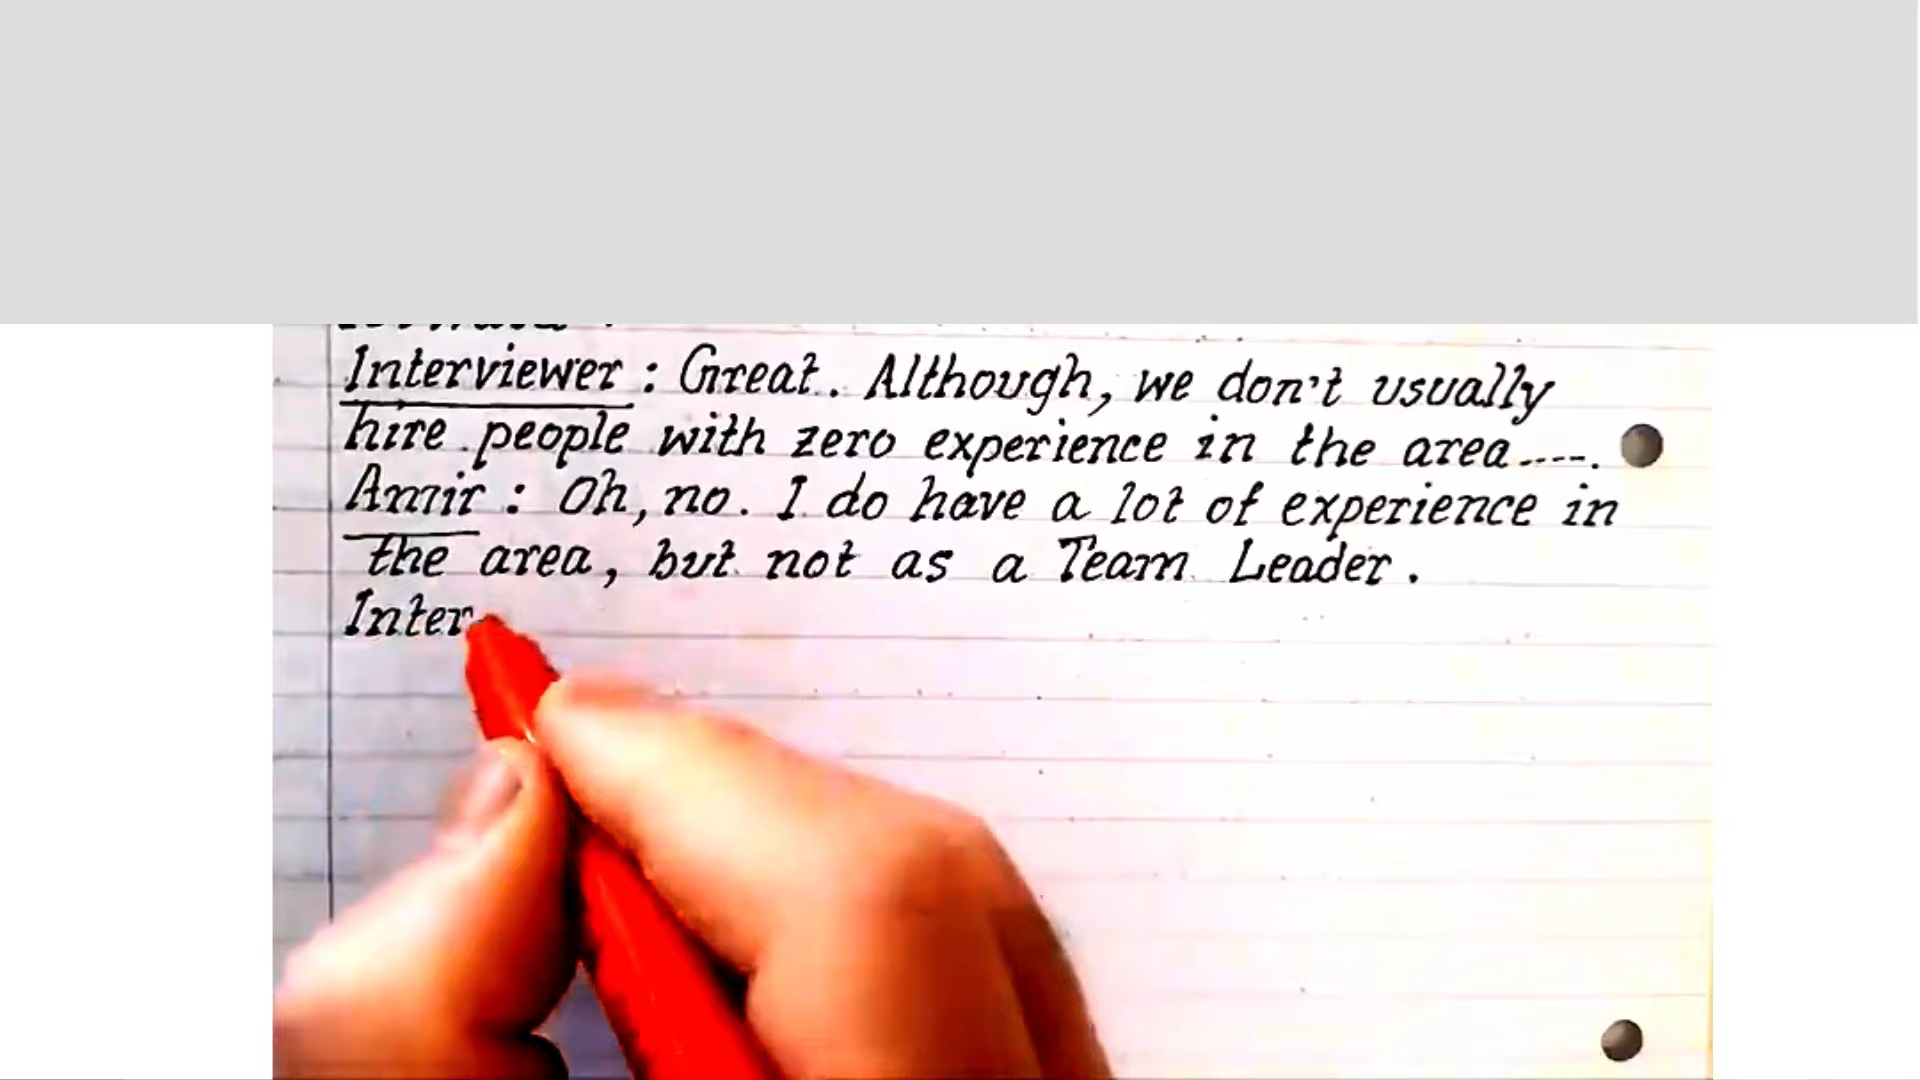 Interviewer : Great. Although, we don't usually
hire people with zero experience in the area-----.
Amir : Oh, no. I do have a lot of experience in
the area, but not as a Team Leader.
Inter